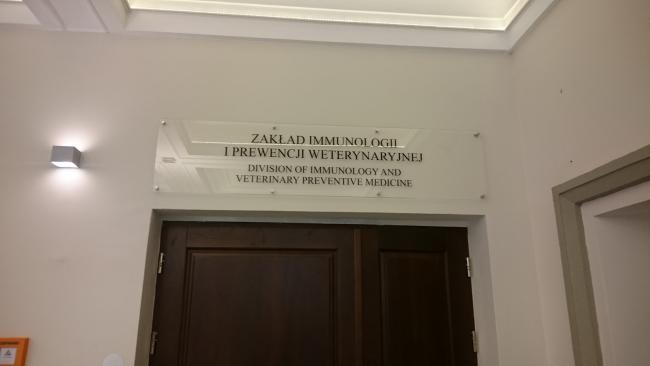 ZAKŁAD IMMUNOLOGII
I PREWENCJI WETERYNARYJNEJ
DIVISION OF IMMUNOLOGY AND
VETERINARY PREVENTIVE MEDICINE